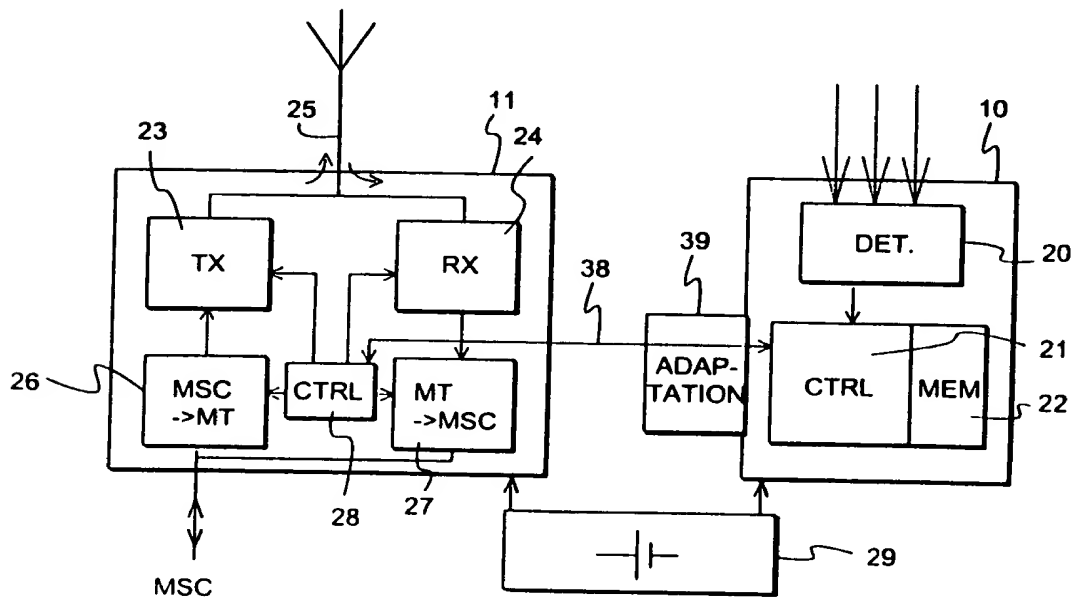 25
11
10
23
24
TX
RX
39
38
DET.
20
26
MSC
->MT
CTRL
MT
->MSC
ADAP-
TATION
CTRL
MEM
21
22
28
27
29
MSC